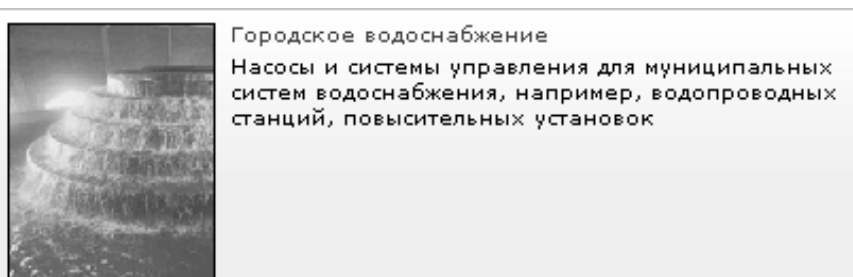 Городское водоснабжение
Насосы и системы управления для муниципальных
систем водоснабжения, например, водопроводных
станций, повысительных установок